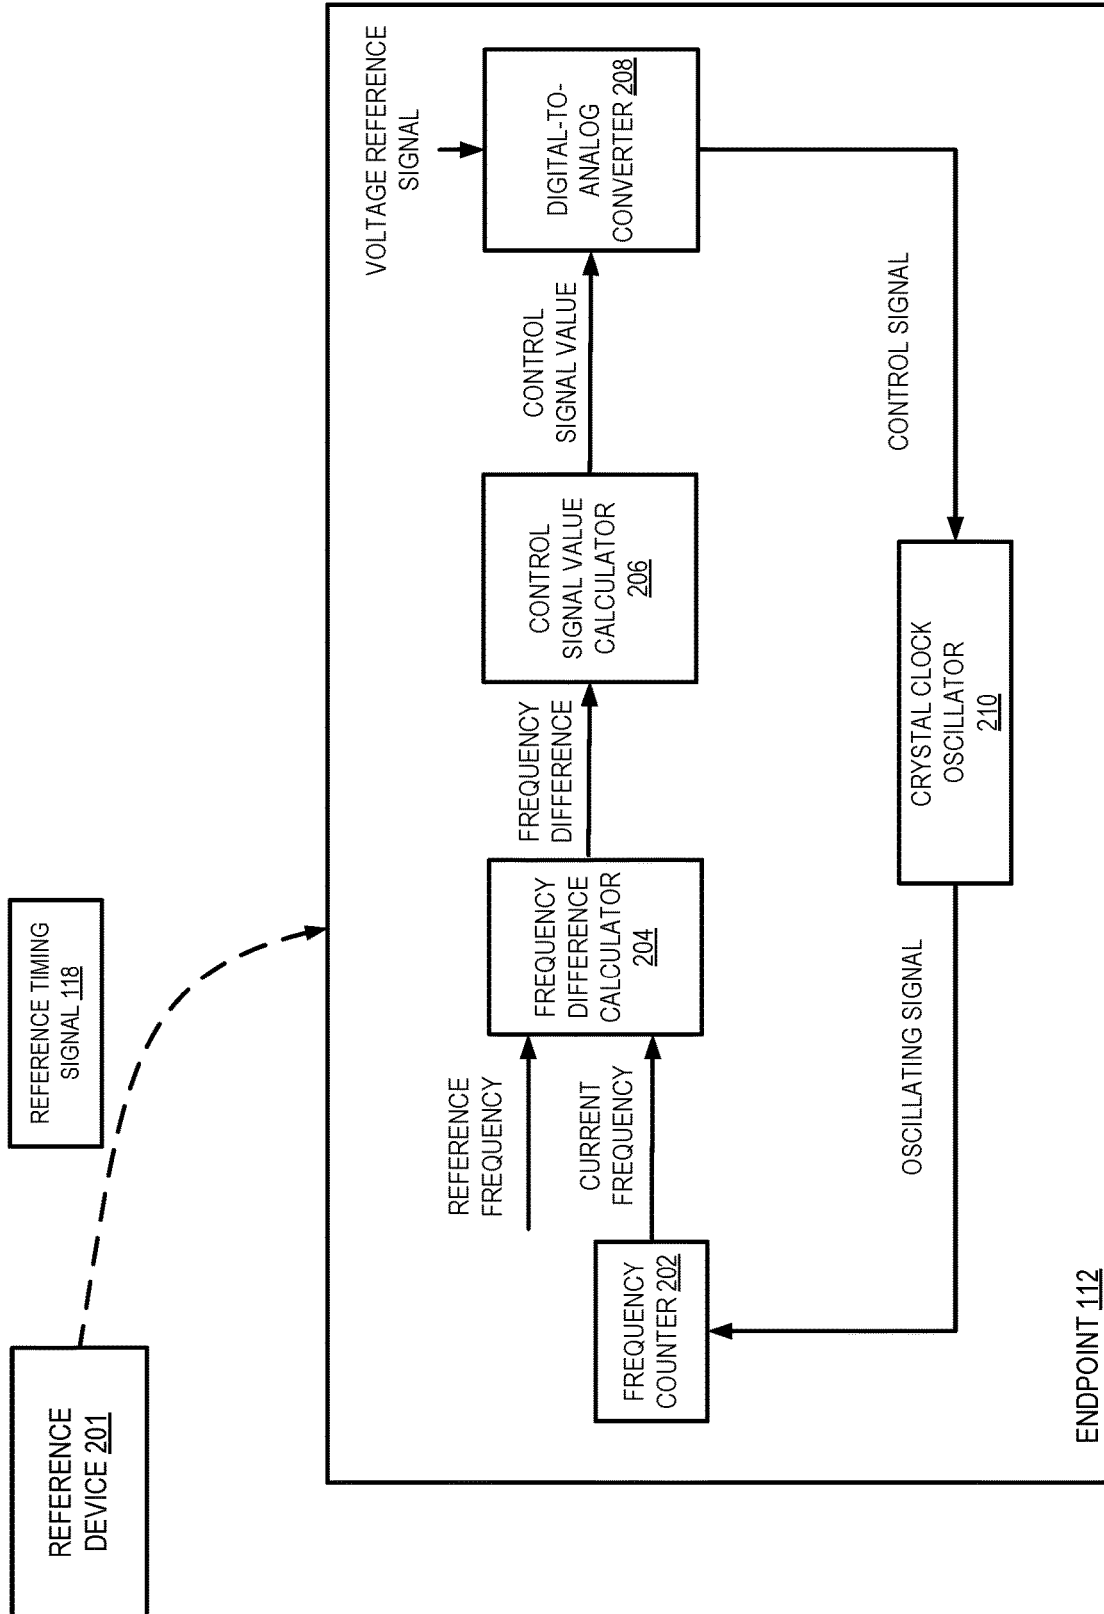 REFERENCE
DEVICE 201
REFERENCE TIMING
SIGNAL 118
VOLTAGE REFERENCE
SIGNAL
REFERENCE
FREQUENCY
CURRENT
FREQUENCY
FREQUENCY
COUNTER 202
FREQUENCY
DIFFERENCE
CALCULATOR
204
FREQUENCY
DIFFERENCE
CONTROL
SIGNAL VALUE
CALCULATOR
206
CONTROL
SIGNAL VALUE
DIGITAL-TO-
ANALOG
CONVERTER 208
OSCILLATING SIGNAL
CRYSTAL CLOCK
OSCILLATOR
210
CONTROL SIGNAL
ENDPOINT 112